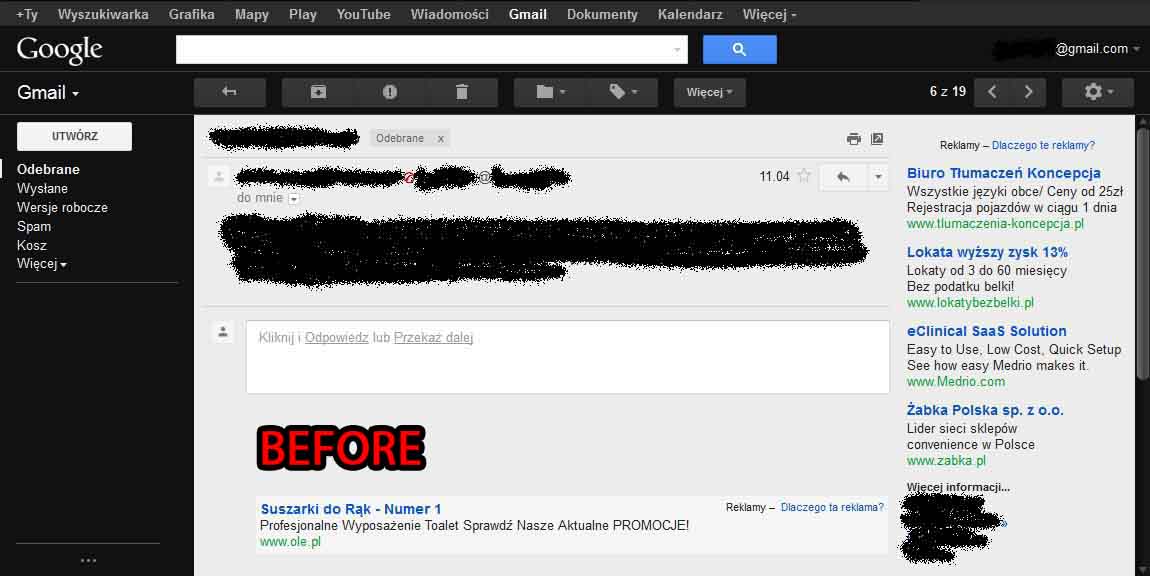 +Ty Wyszukiwarka Grafika Mapy Play YouTube Wiadomości Gmail Dokumenty Kalendarz Więcej
Google
@gmail.com
Gmail
Więcej
6 z 19
UTWÓRZ
Odebrane
Wysłane
Wersje robocze
Spam
Kosz
Więcej
Odebrane x
@
11.04
do mnie
Kliknij i Odpowiedz lub Przekaż dalej
BEFORE
Suszarki do Rąk - Numer 1
Reklamy – Dlaczego ta reklama?
Profesjonalne Wyposażenie Toalet Sprawdź Nasze Aktualne PROMOCJE!
www.ole.pl
Reklamy – Dlaczego te reklamy?
Biuro Tłumaczeń Koncepcja
Wszystkie języki obce/ Ceny od 25zł
Rejestracja pojazdów w ciągu 1 dnia
www.tlumaczenia-koncepcja.pl
Lokata wyższy zysk 13%
Lokaty od 3 do 60 miesięcy
Bez podatku belki!
www.lokatybezbelki.pl
eClinical SaaS Solution
Easy to Use, Low Cost, Quick Setup
See how easy Medrio makes it.
www.Medrio.com
Żabka Polska sp. z o.o.
Lider sieci sklepów
convenience w Polsce
www.zabka.pl
Więcej informacji...